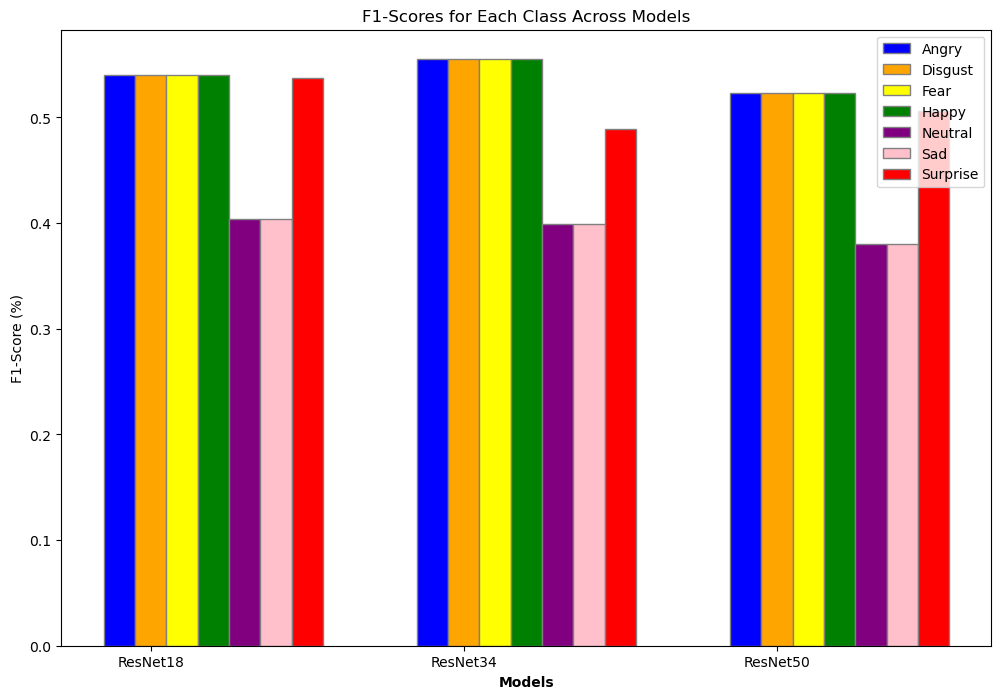 F1-Scores for Each Class Across Models
F1-Score (%)
0.5
0.4
0.3
0.2
0.1
0.0
Angry
Disgust
Fear
Happy
Neutral
Sad
Surprise
ResNet18
ResNet34
ResNet50
Models